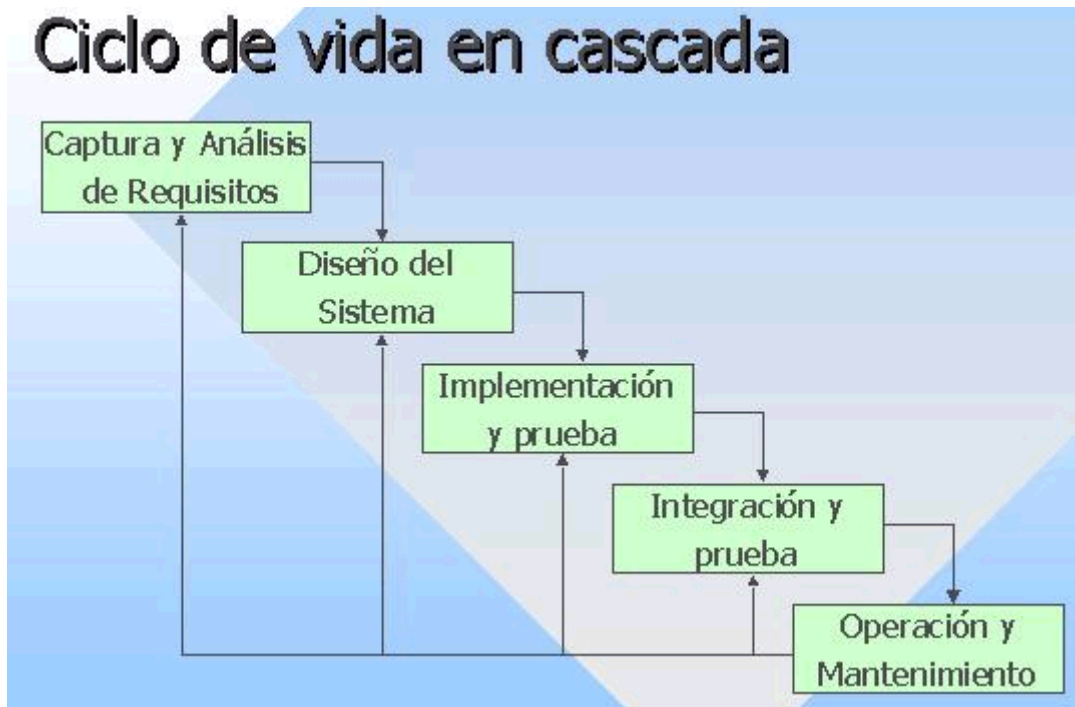 Ciclo de vida en cascada
Captura y Análisis
de Requisitos
Diseño del
Sistema
Implementación
y prueba
Integración y
prueba
Operación y
Mantenimiento